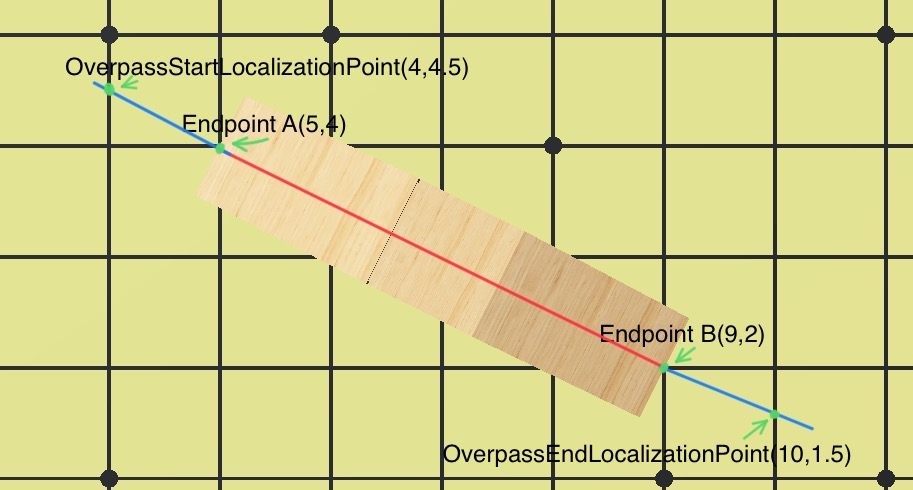 OverpassStartLocalizationPoint(4,4.5)
Endpoint A(5,4)
Endpoint B(9,2)
OverpassEndLocalizationPoint(10,1.5)